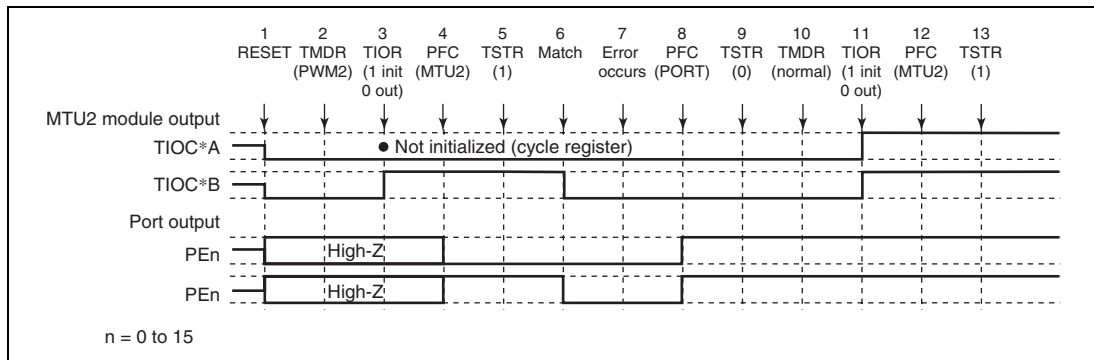 1 2 3 4 5 6 7 8 9 10 11 12 13
RESET TMDR TIOR PFC TSTR Match Error PFC TSTR TMDR TIOR PFC TSTR
(PWM2) (1 init (MTU2) (1) occurs (PORT) (0) (normal) (1 init (MTU2) (1)
0 out) 0 out)
MTU2 module output
TIOC*A ● Not initialized (cycle register)
TIOC*B
Port output
PEn High-Z
PEn High-Z
n = 0 to 15